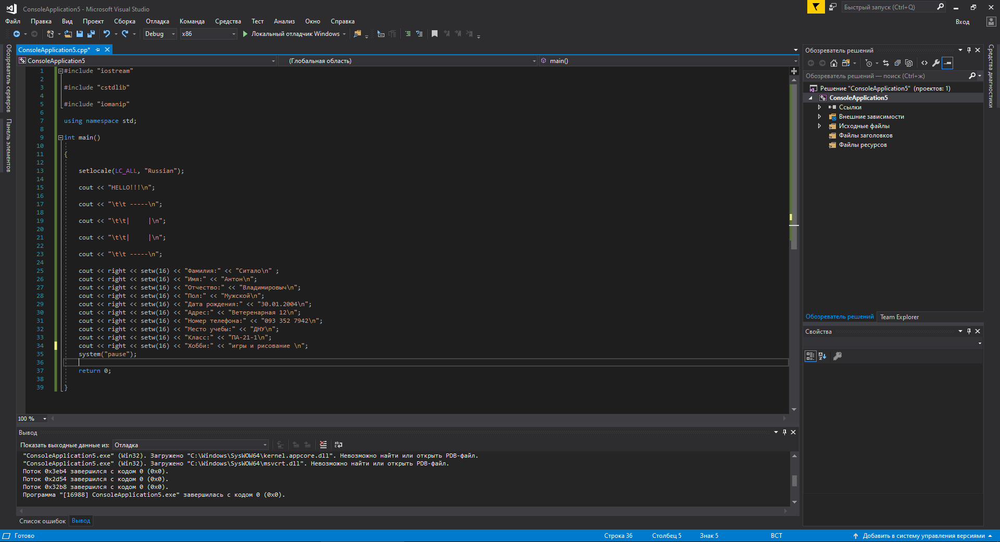 ConsoleApplication5 - Microsoft Visual Studio
Быстрый запуск (Ctrl+Q)
Файл Правка Вид Проект Сборка Отладка Команда Средства Тест Анализ Окно Справка
Вход
Debug x86 Локальный отладчик Windows
Обозреватель серверов
Панель элементов
ConsoleApplication5.cpp*
ConsoleApplication5 (Глобальная область) main()
1 #include "iostream"
2
3 #include "cstdlib"
4
5 #include "iomanip"
6
7 using namespace std;
8
9 int main()
10
11 {
12
13 setlocale(LC_ALL, "Russian");
14
15 cout << "HELLO!!!\n";
16
17 cout << "\t\t -----\n";
18
19 cout << "\t\t|     |\n";
20
21 cout << "\t\t|     |\n";
22
23 cout << "\t\t -----\n";
24
25 cout << right << setw(16) << "Фамилия:" << "Ситало\n" ;
26 cout << right << setw(16) << "Имя:" << "Антон\n";
27 cout << right << setw(16) << "Отчество:" << "Владимировыч\n";
28 cout << right << setw(16) << "Пол:" << "Мужской\n";
29 cout << right << setw(16) << "Дата рождения:" << "30.01.2004\n";
30 cout << right << setw(16) << "Адрес:" << "Ветеренарная 12\n";
31 cout << right << setw(16) << "Номер телефона:" << "093 352 7942\n";
32 cout << right << setw(16) << "Место учебы:" << "ДНУ\n";
33 cout << right << setw(16) << "Класс:" << "ПА-21-1\n";
34 cout << right << setw(16) << "Хобби:" << "игры и рисование \n";
35 system("pause");
36
37 return 0;
38
39 }
100 %
Вывод
Показать выходные данные из: Отладка
"ConsoleApplication5.exe" (Win32). Загружено "C:\Windows\SysWOW64\kernel.appcore.dll". Невозможно найти или открыть PDB-файл.
"ConsoleApplication5.exe" (Win32). Загружено "C:\Windows\SysWOW64\msvcrt.dll". Невозможно найти или открыть PDB-файл.
Поток 0x3eb4 завершился с кодом 0 (0x0).
Поток 0x2d54 завершился с кодом 0 (0x0).
Поток 0x32b8 завершился с кодом 0 (0x0).
Программа "[16988] ConsoleApplication5.exe" завершилась с кодом 0 (0x0).
Список ошибок Вывод
Обозреватель решений
Обозреватель решений — поиск (Ctrl+ж)
Решение "ConsoleApplication5" (проектов: 1)
ConsoleApplication5
Ссылки
Внешние зависимости
Исходные файлы
Файлы заголовков
Файлы ресурсов
Обозреватель решений Team Explorer
Свойства
Средства диагностики
Готово Строка 36 Столбец 5 Знак 5 ВСТ Добавить в систему управления версиями